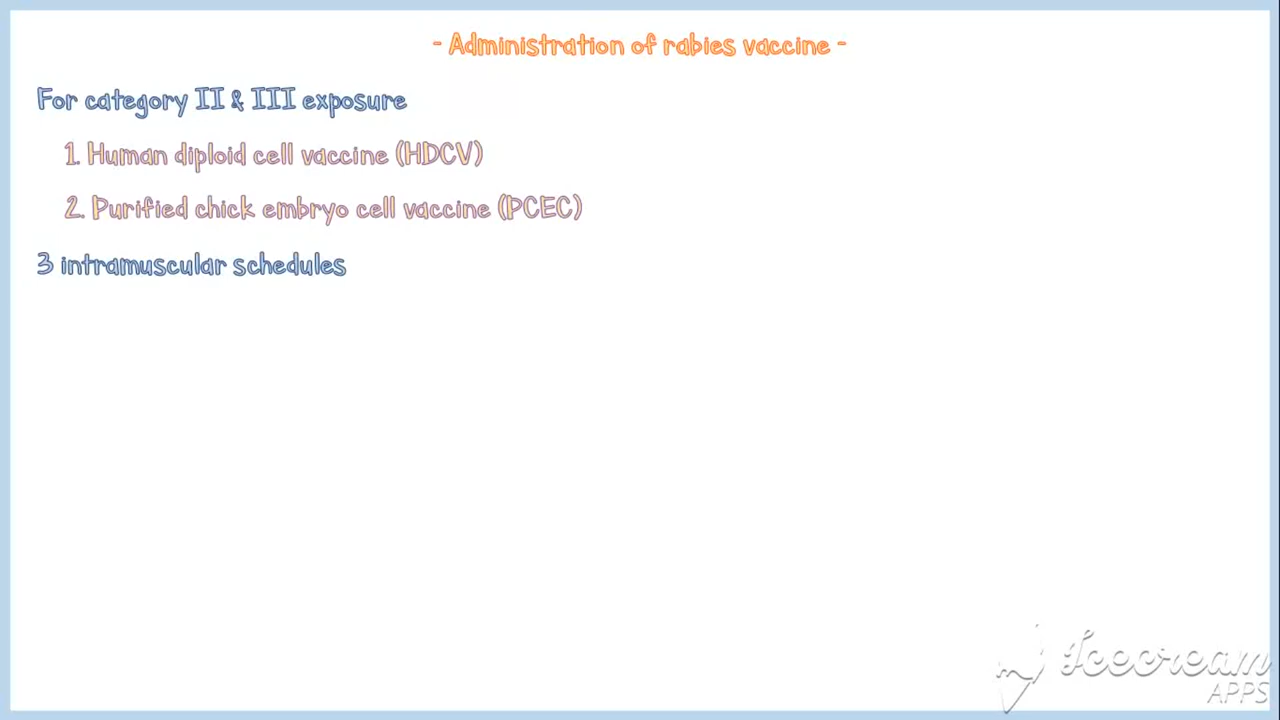 - Administration of rabies vaccine -
For category II & III exposure
1. Human diploid cell vaccine (HDCV)
2. Purified chick embryo cell vaccine (PCEC)
3 intramuscular schedules
Icecream
APPS